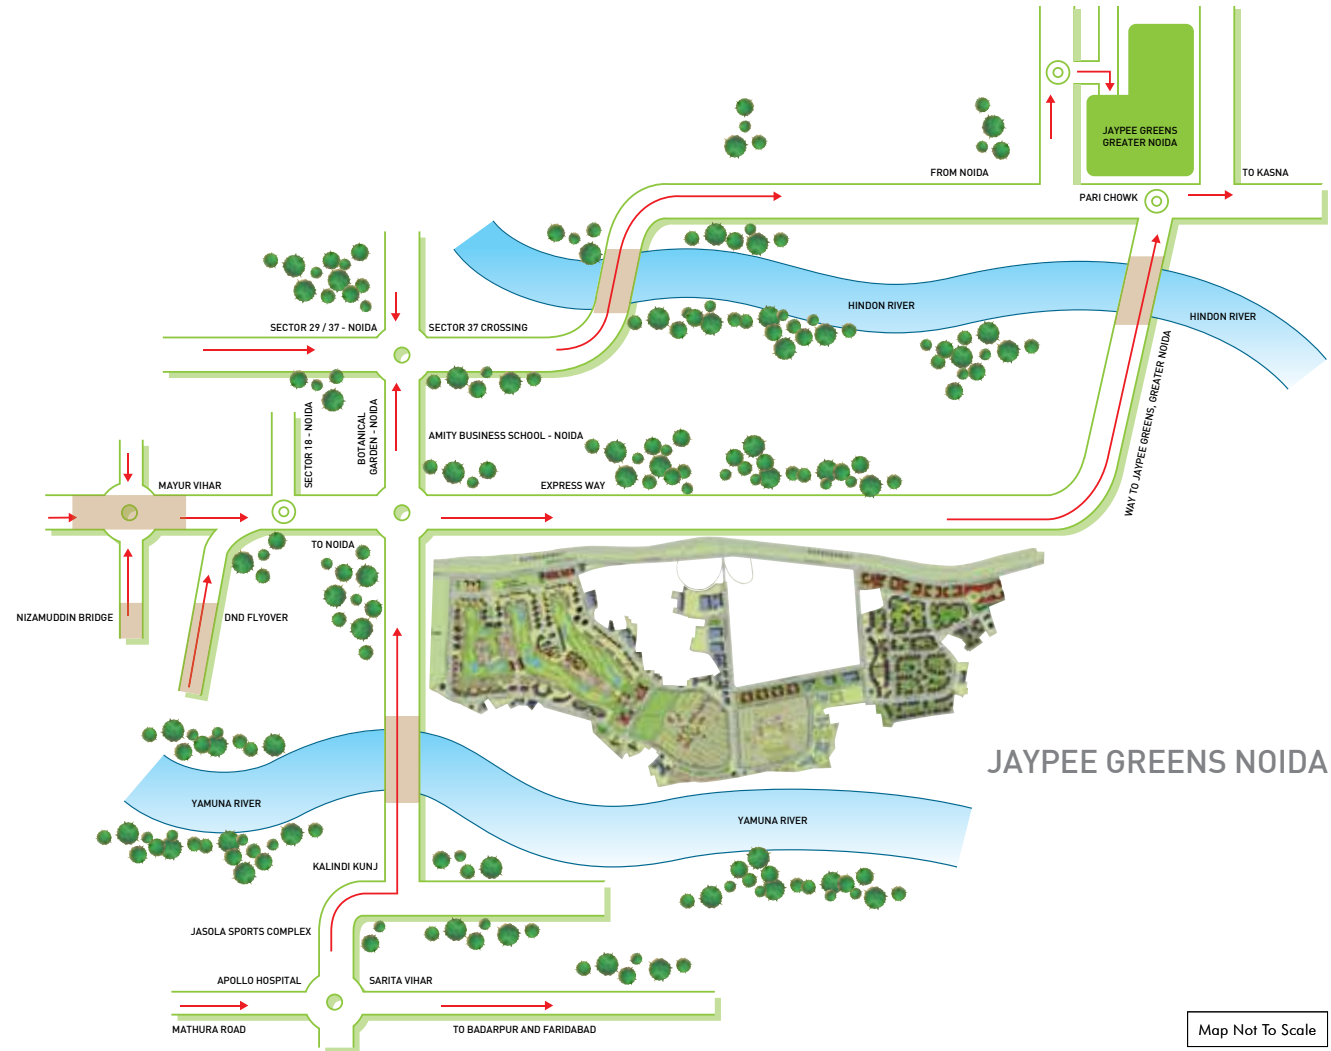 JAYPEE GREENS
GREATER NOIDA
FROM NOIDA
TO KASNA
PARI CHOWK
HINDON RIVER
HINDON RIVER
SECTOR 29 / 37 - NOIDA
SECTOR 37 CROSSING
WAY TO JAYPEE GREENS, GREATER NOIDA
SECTOR 18 - NOIDA
BOTANICAL
GARDEN - NOIDA
AMITY BUSINESS SCHOOL - NOIDA
MAYUR VIHAR
EXPRESS WAY
TO NOIDA
NIZAMUDDIN BRIDGE
DND FLYOVER
JAYPEE GREENS NOIDA
YAMUNA RIVER
YAMUNA RIVER
KALINDI KUNJ
JASOLA SPORTS COMPLEX
APOLLO HOSPITAL
SARITA VIHAR
MATHURA ROAD
TO BADARPUR AND FARIDABAD
Map Not To Scale